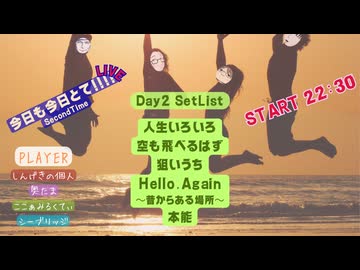 今日も今日とて!!!!
LIVE
SecondTime
START 22:30
Day2 SetList
人生いろいろ
空も飛べるはず
狙いうち
Hello,Again
～昔からある場所～
本能
PLAYER
しんげきの個人
奥たま
ここあみるくてぃ
シーブリッジ